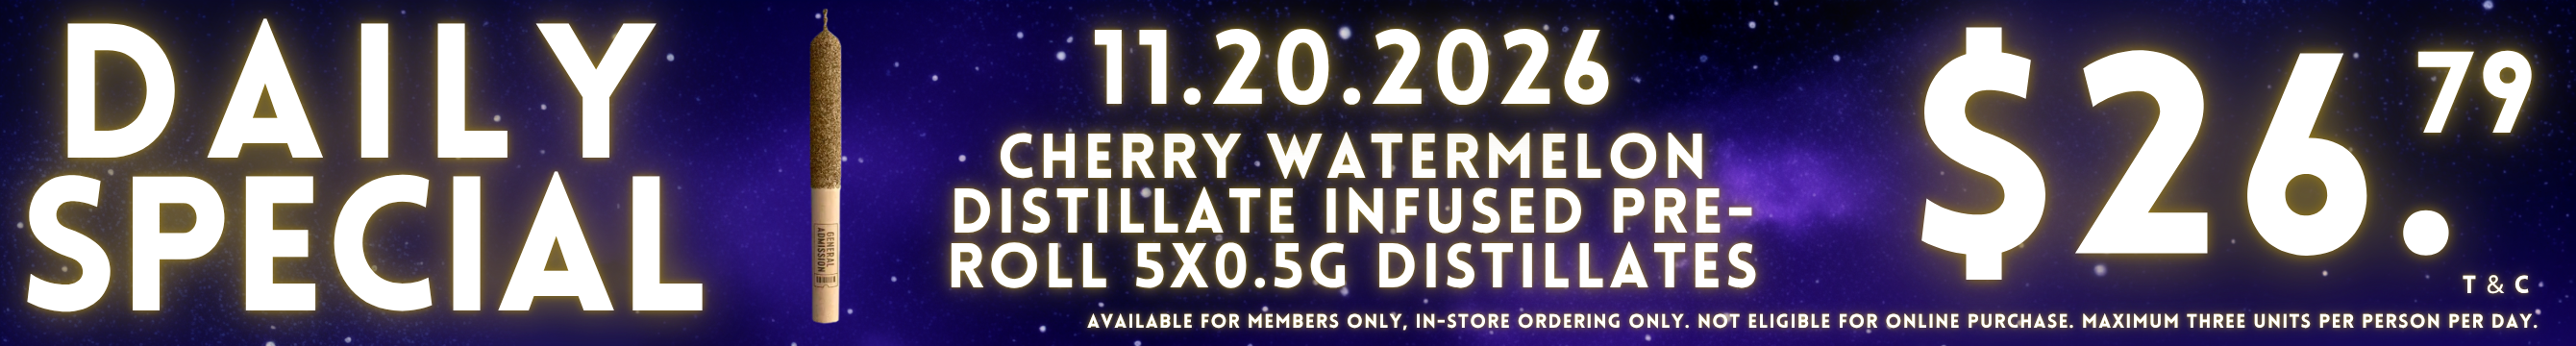 DAILY
SPECIAL
GENERAL
ADMISSION
11.20.2026
CHERRY WATERMELON
DISTILLATE INFUSED PRE-
ROLL 5X0.5G DISTILLATES
$26.79
T & C
AVAILABLE FOR MEMBERS ONLY, IN-STORE ORDERING ONLY. NOT ELIGIBLE FOR ONLINE PURCHASE. MAXIMUM THREE UNITS PER PERSON PER DAY.